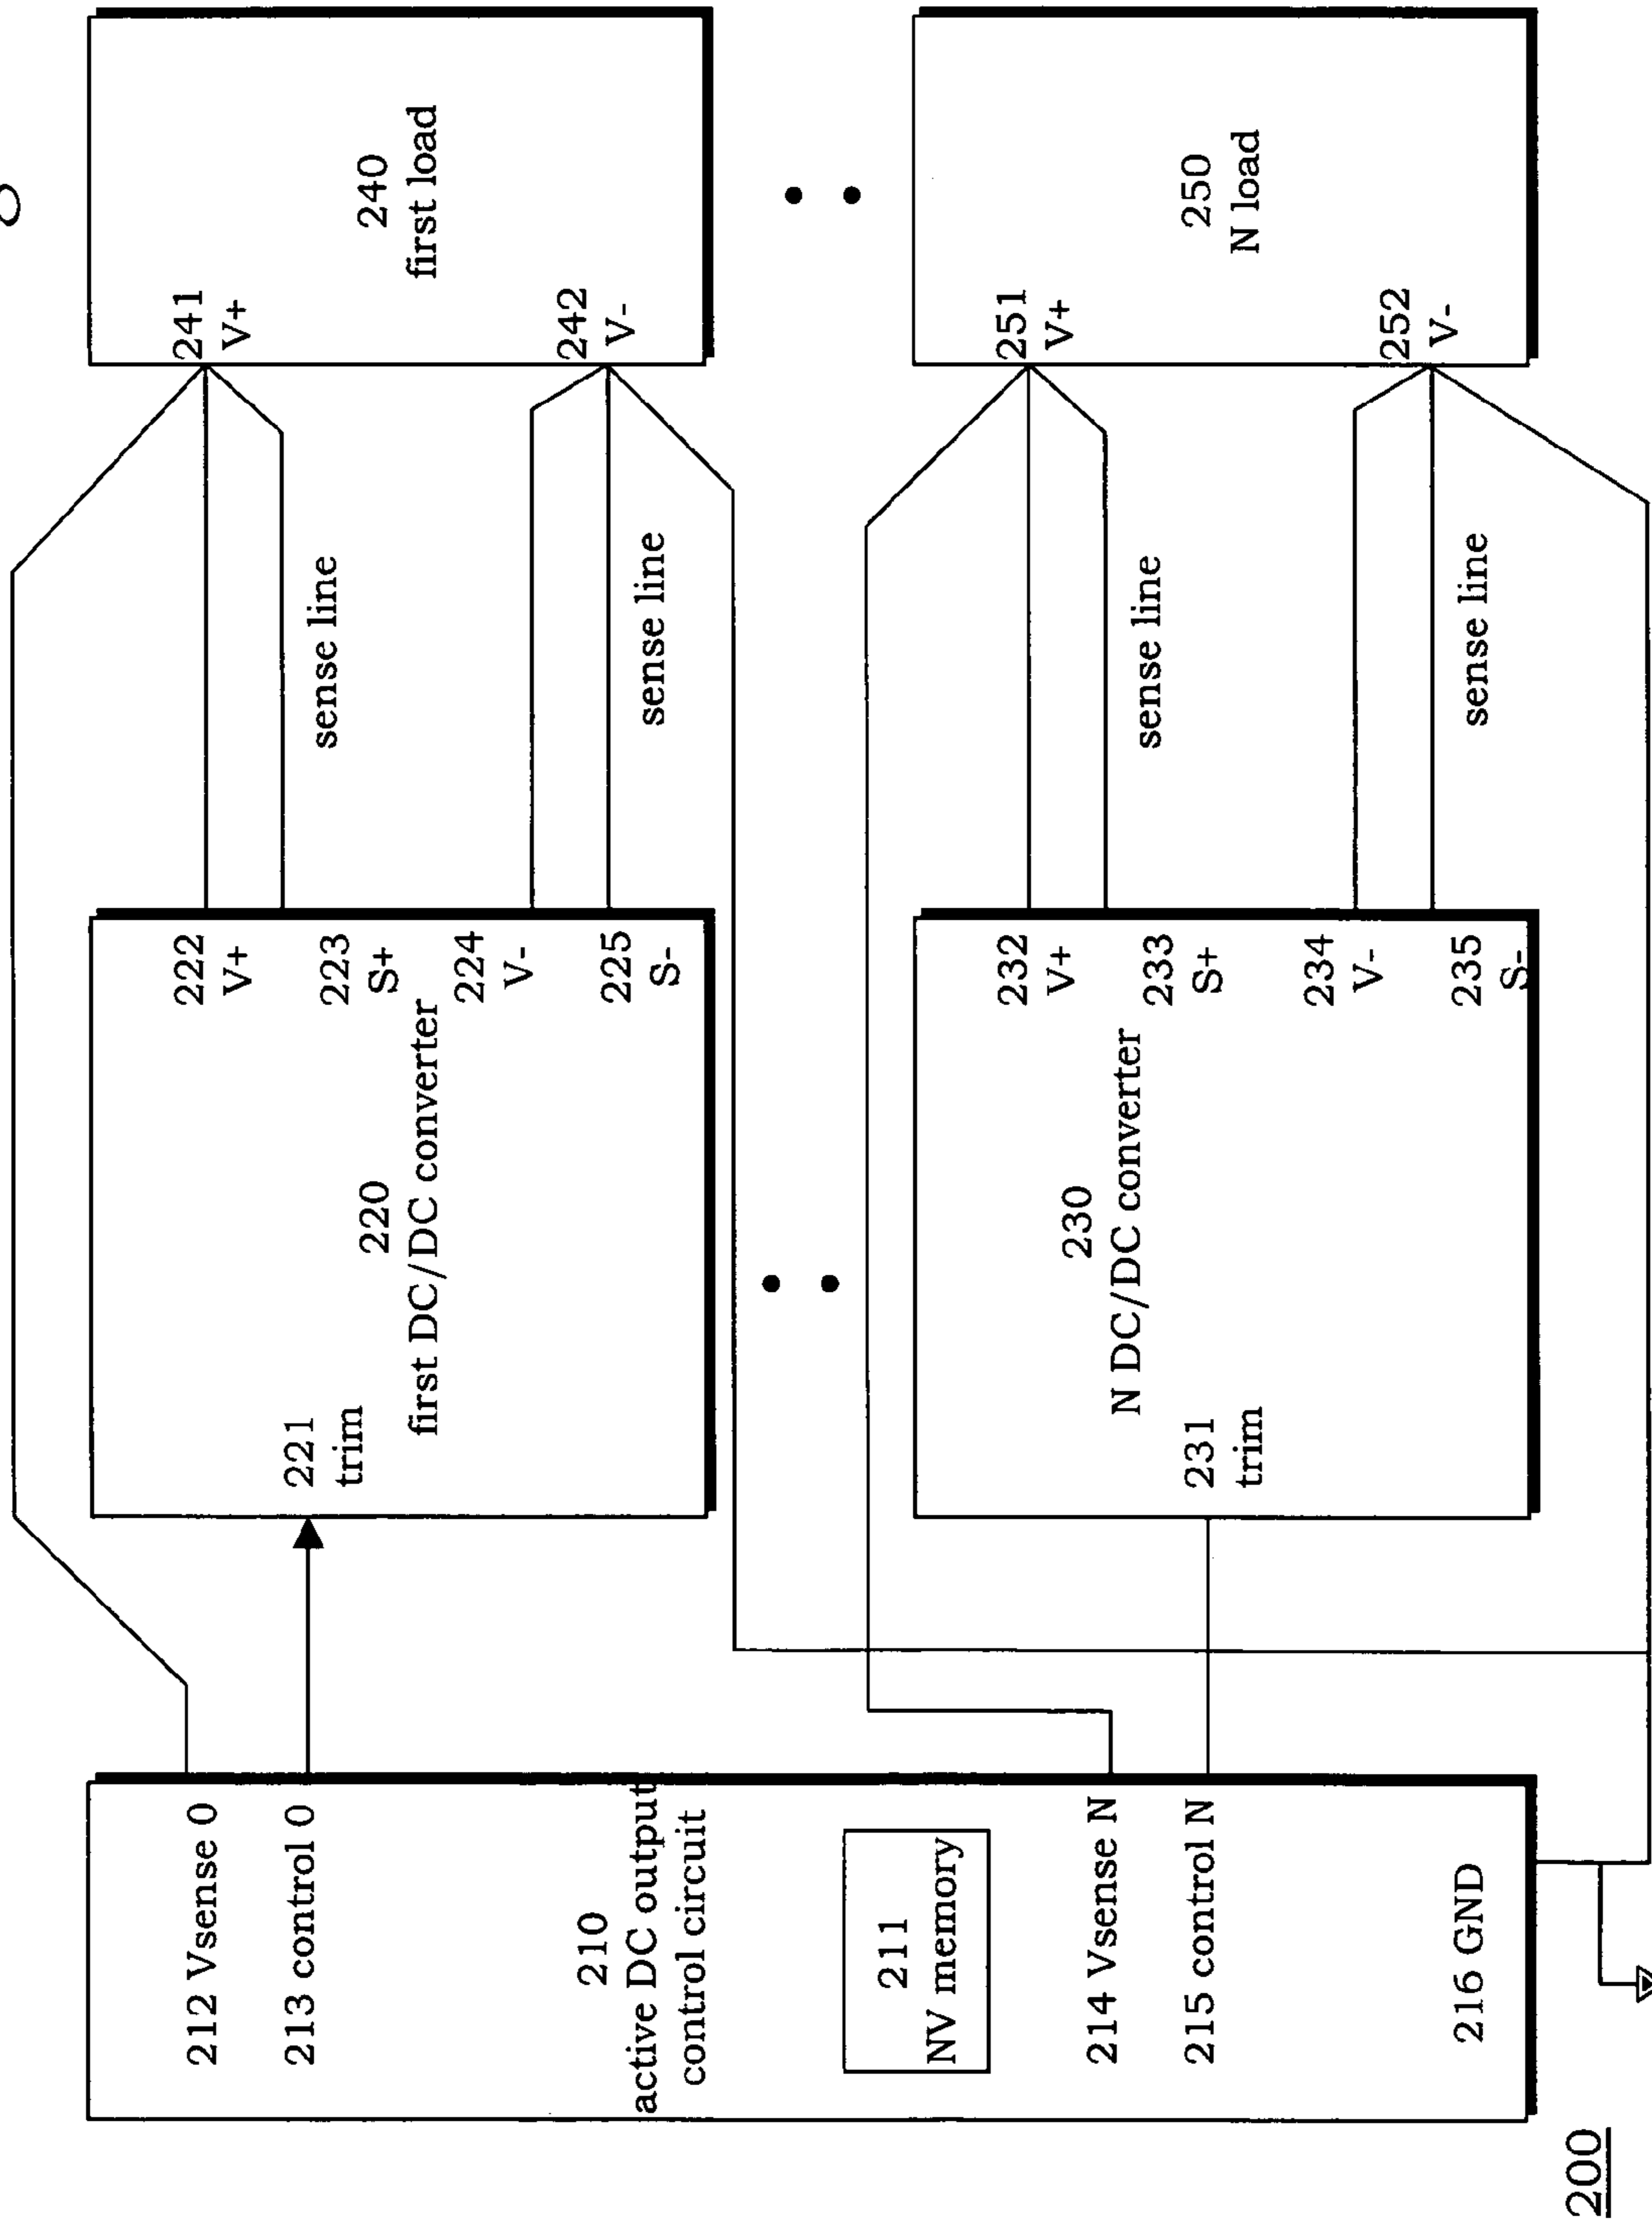 212 Vsense 0
213 control 0
210
active DC output
control circuit
211
NV memory
214 Vsense N
215 control N
216 GND
221
trim
220
first DC/DC converter
222
V+
223
S+
224
V-
225
S-
sense line
sense line
241
V+
240
first load
242
V-
231
trim
230
N DC/DC converter
232
V+
233
S+
234
V-
235
S-
sense line
sense line
251
V+
250
N load
252
V-
200